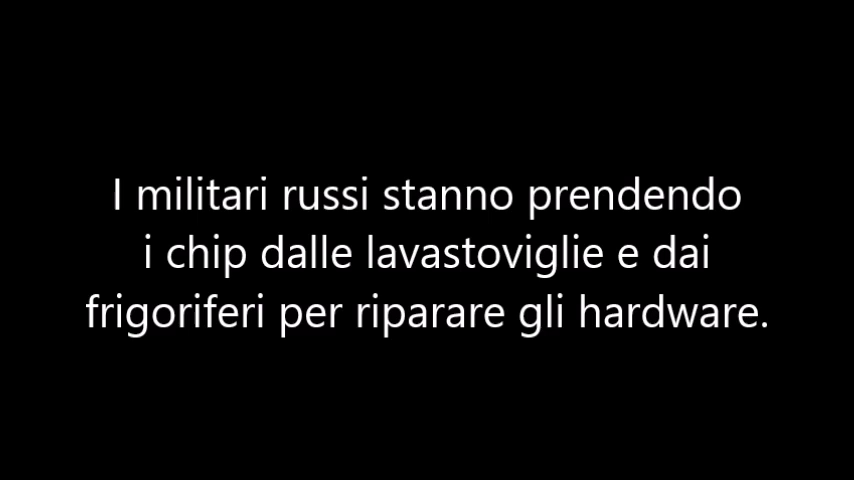 I militari russi stanno prendendo
i chip dalle lavastoviglie e dai
frigoriferi per riparare gli hardware.